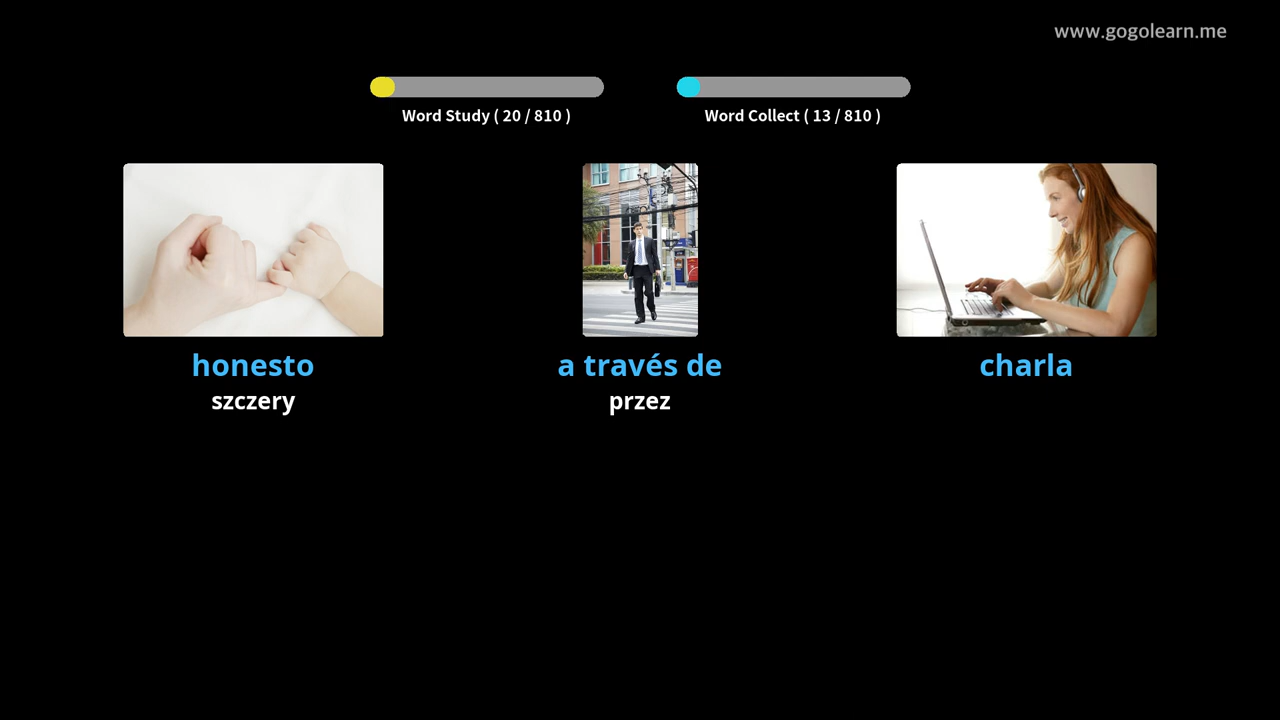 www.gogolearn.me
Word Study ( 20 / 810 )
Word Collect ( 13 / 810 )
honesto
a través de
charla
szczery
przez